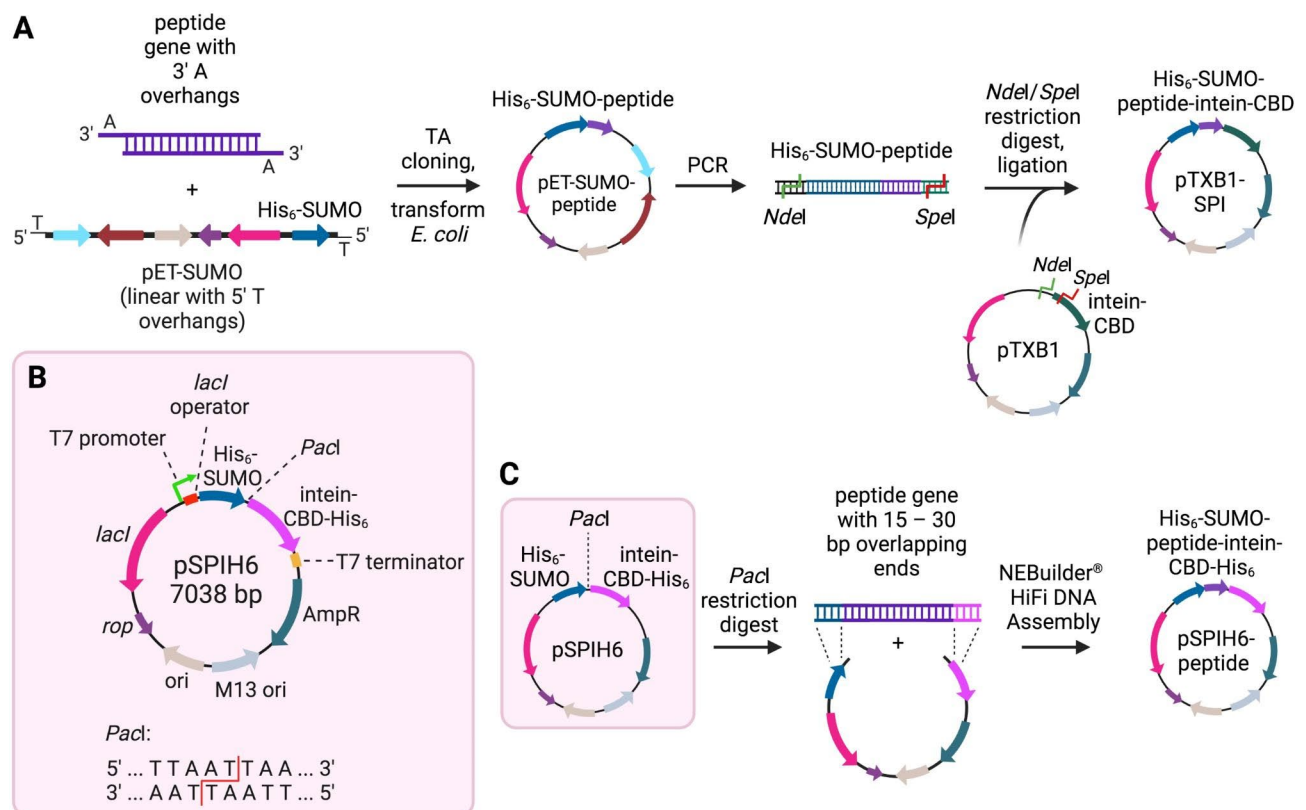 A
peptide
gene with
3' A
overhangs
3' A
A 3'
+
His₆-SUMO
5' T
T 5'
pET-SUMO
(linear with 5' T
overhangs)
TA
cloning,
transform
E. coli
His₆-SUMO-peptide
pET-SUMO-
peptide
PCR
His₆-SUMO-peptide
NdeI
SpeI
NdeI/SpeI
restriction
digest,
ligation
NdeI
SpeI
intein-
CBD
pTXB1
His₆-SUMO-
peptide-intein-CBD
pTXB1-
SPI
B
lacI
operator
T7 promoter
His₆-
SUMO
PacI
intein-
CBD-His₆
lacI
pSPIH6
7038 bp
T7 terminator
AmpR
rop
ori
M13 ori
PacI:
5' ... T T A A T T A A ... 3'
3' ... A A T T A A T T ... 5'
C
PacI
His₆-
SUMO
intein-
CBD-His₆
pSPIH6
PacI
restriction
digest
peptide gene
with 15 – 30
bp overlapping
ends
+
NEBuilder®
HiFi DNA
Assembly
His₆-SUMO-
peptide-intein-
CBD-His₆
pSPIH6-
peptide